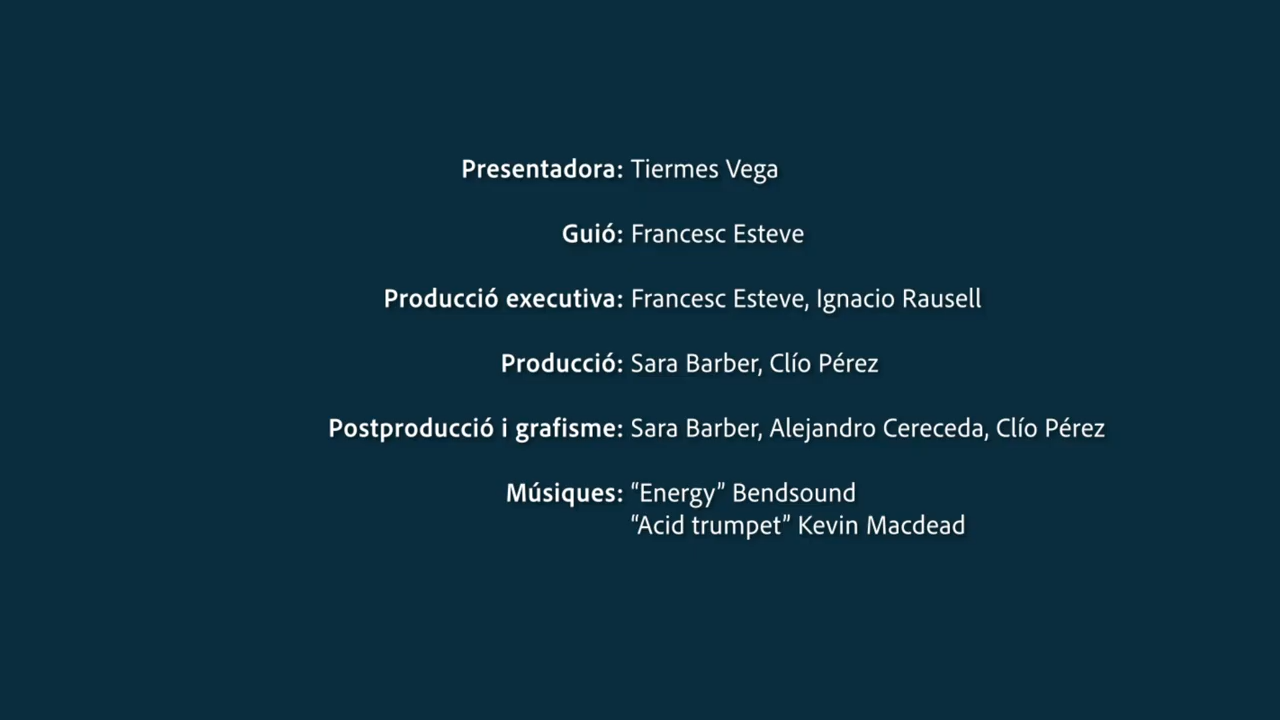 Presentadora: Tiermes Vega
Guió: Francesc Esteve
Producció executiva: Francesc Esteve, Ignacio Rausell
Producció: Sara Barber, Clío Pérez
Postproducció i grafisme: Sara Barber, Alejandro Cereceda, Clío Pérez
Músiques: “Energy” Bendsound
“Acid trumpet” Kevin Macdead